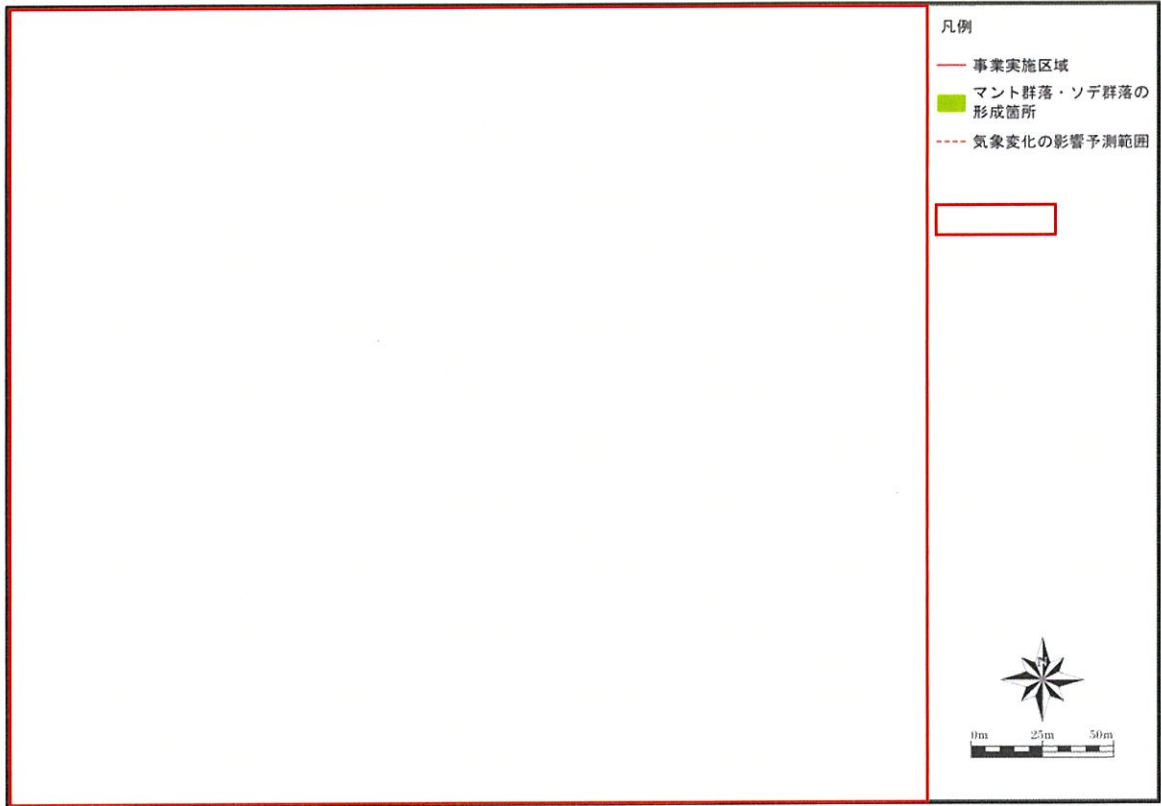 凡例
事業実施区域
マント群落・ソデ群落の
形成箇所
気象変化の影響予測範囲
N
0m 25m 50m